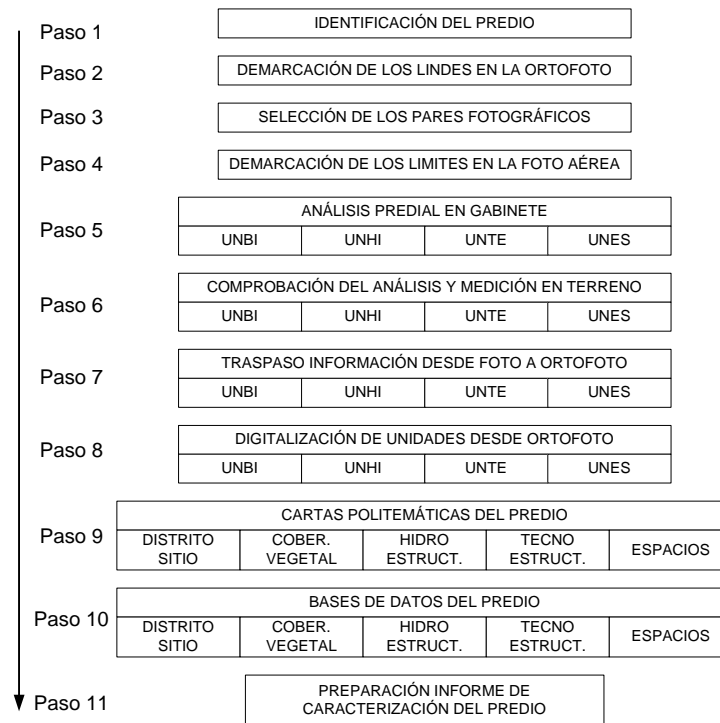 Paso 1
IDENTIFICACIÓN DEL PREDIO
Paso 2
DEMARCACIÓN DE LOS LINDES EN LA ORTOFOTO
Paso 3
SELECCIÓN DE LOS PARES FOTOGRÁFICOS
Paso 4
DEMARCACIÓN DE LOS LIMITES EN LA FOTO AÉREA
Paso 5
ANÁLISIS PREDIAL EN GABINETE
UNBI UNHI UNTE UNES
Paso 6
COMPROBACIÓN DEL ANÁLISIS Y MEDICIÓN EN TERRENO
UNBI UNHI UNTE UNES
Paso 7
TRASPASO INFORMACIÓN DESDE FOTO A ORTOFOTO
UNBI UNHI UNTE UNES
Paso 8
DIGITALIZACIÓN DE UNIDADES DESDE ORTOFOTO
UNBI UNHI UNTE UNES
Paso 9
CARTAS POLITEMÁTICAS DEL PREDIO
DISTRITO
SITIO
COBER.
VEGETAL
HIDRO
ESTRUCT.
TECNO
ESTRUCT.
ESPACIOS
Paso 10
BASES DE DATOS DEL PREDIO
DISTRITO
SITIO
COBER.
VEGETAL
HIDRO
ESTRUCT.
TECNO
ESTRUCT.
ESPACIOS
Paso 11
PREPARACIÓN INFORME DE
CARACTERIZACIÓN DEL PREDIO